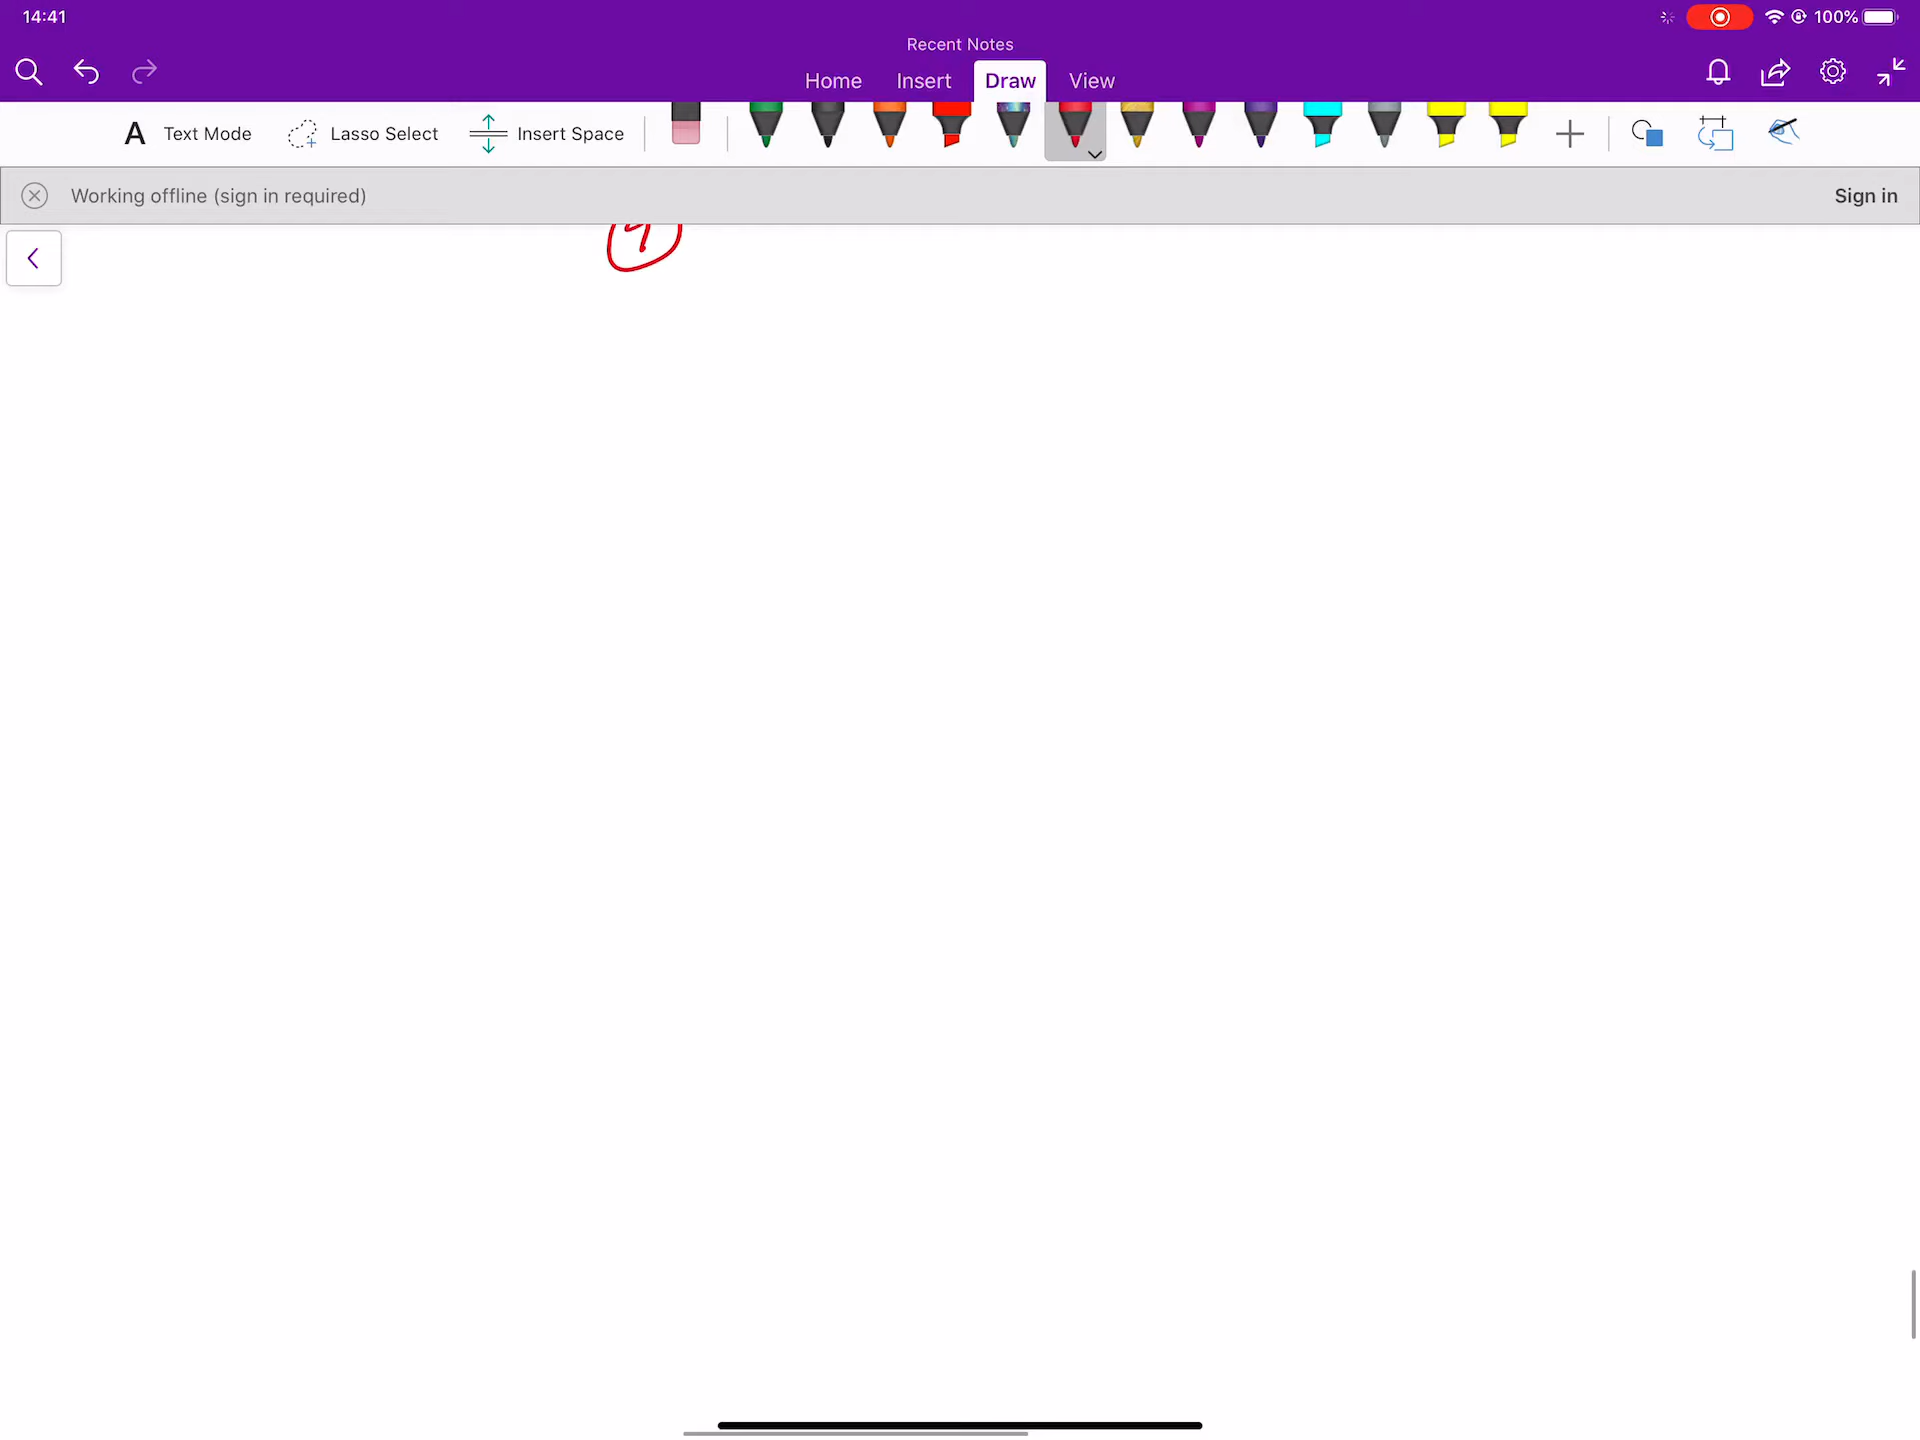 14:41
100%
Recent Notes
Home Insert Draw View
A Text Mode Lasso Select Insert Space
Working offline (sign in required) Sign in